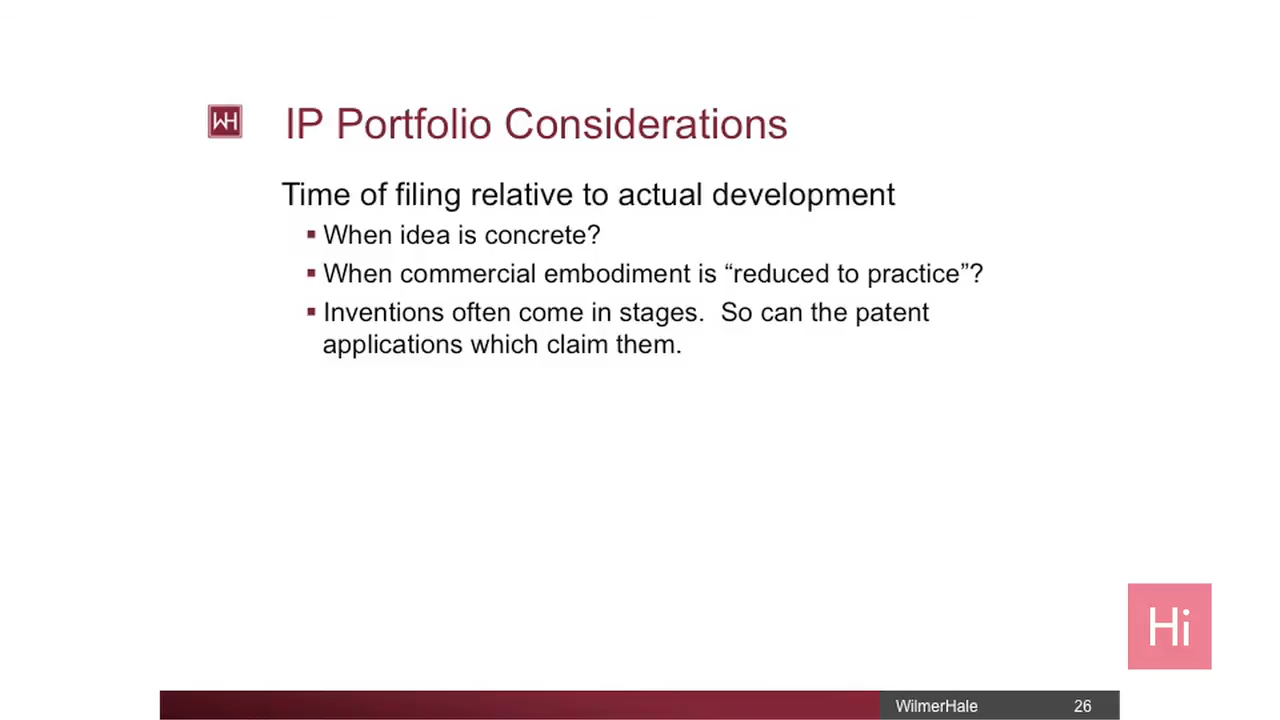 WH
IP Portfolio Considerations
Time of filing relative to actual development
▪ When idea is concrete?
▪ When commercial embodiment is “reduced to practice”?
▪ Inventions often come in stages.  So can the patent
applications which claim them.
Hi
WilmerHale 26